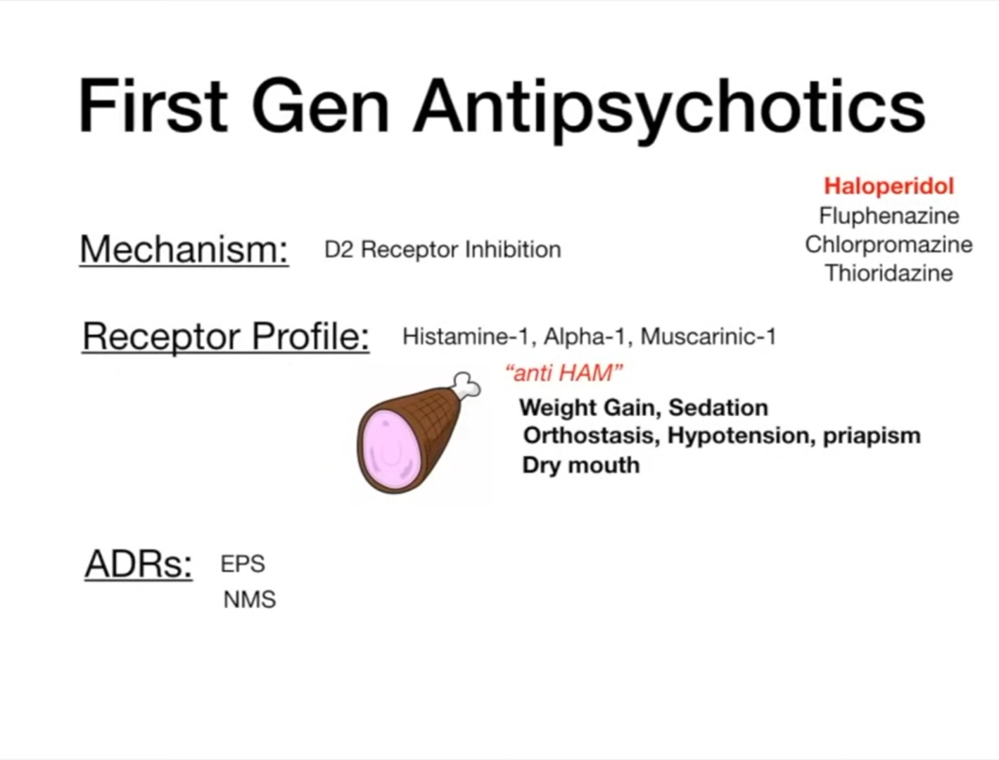 First Gen Antipsychotics
Haloperidol
Fluphenazine
Chlorpromazine
Thioridazine
Mechanism: D2 Receptor Inhibition
Receptor Profile: Histamine-1, Alpha-1, Muscarinic-1
“anti HAM”
Weight Gain, Sedation
Orthostasis, Hypotension, priapism
Dry mouth
ADRs: EPS
NMS